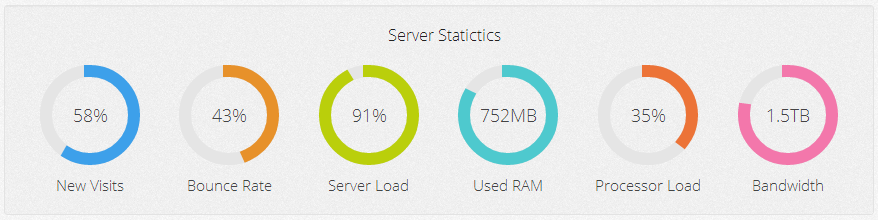 Server Statictics
58% 43% 91% 752MB 35% 1.5TB
New Visits Bounce Rate Server Load Used RAM Processor Load Bandwidth